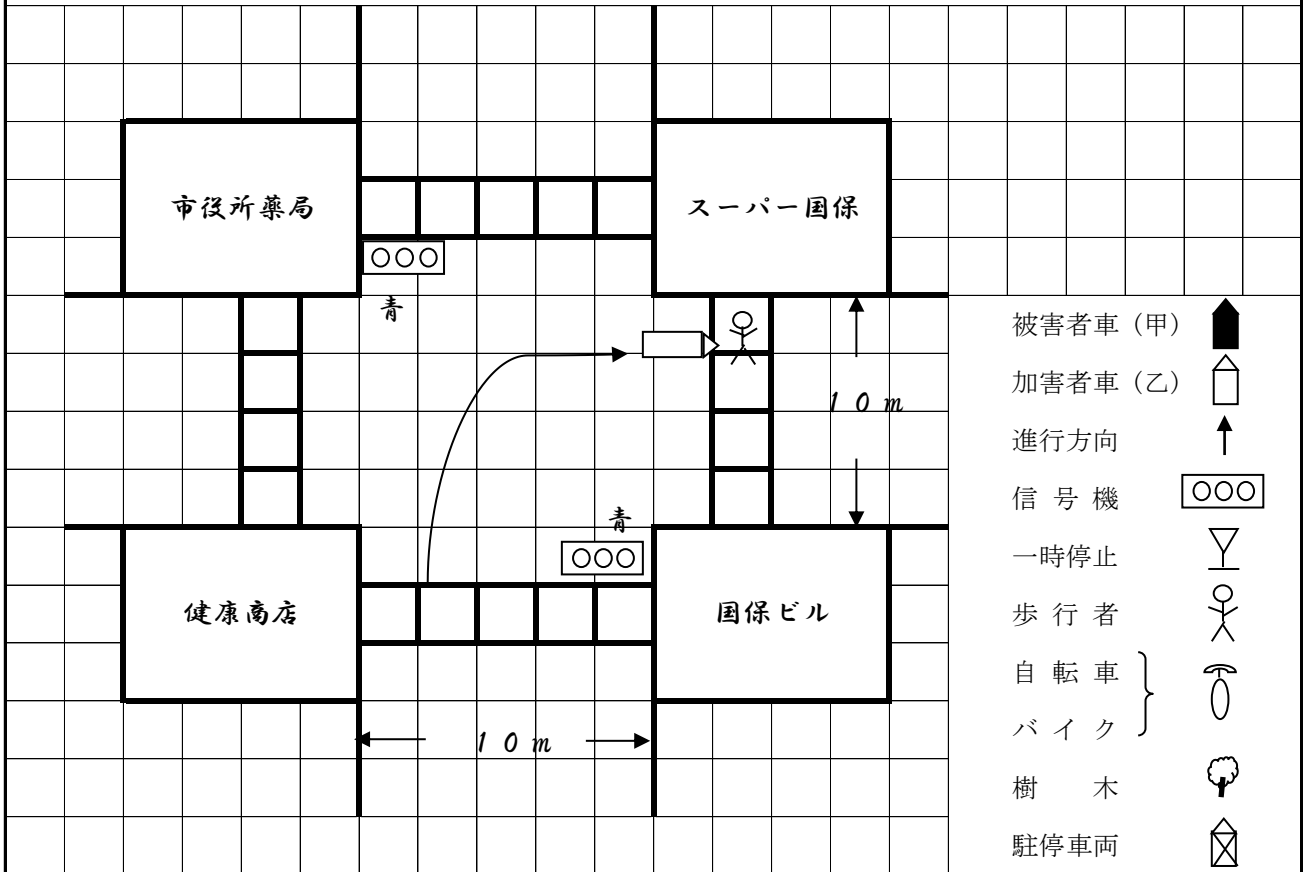 市役所薬局
スーパー国保
青
10m
青
健康商店
国保ビル
10m
被害者車（甲）
加害者車（乙）
進行方向
信号機
一時停止
歩行者
自転車
バイク
樹木
駐停車両